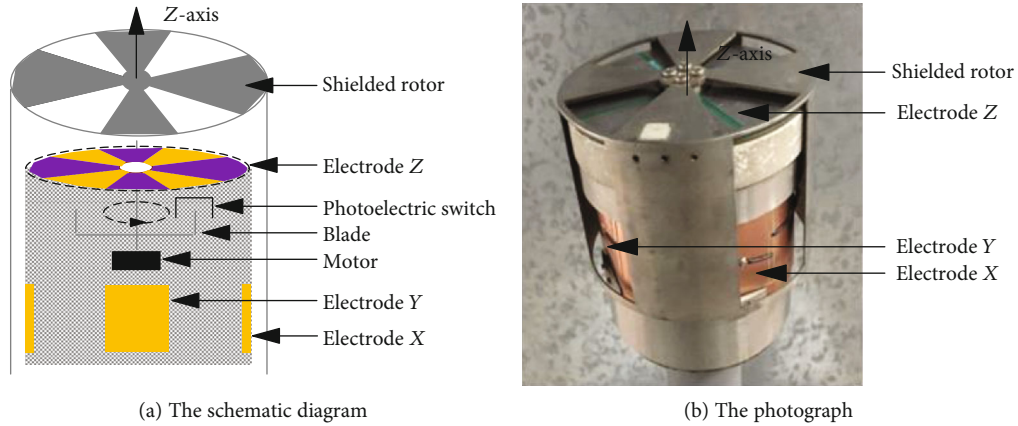 Z-axis
Shielded rotor
Electrode Z
Photoelectric switch
Blade
Motor
Electrode Y
Electrode X
(a) The schematic diagram
Z-axis
Shielded rotor
Electrode Z
Electrode Y
Electrode X
(b) The photograph